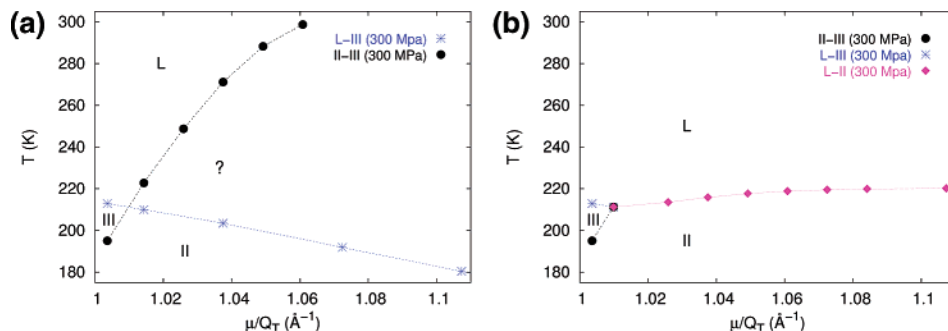 (a)
300
280
260
240
220
200
180
T (K)
L-III (300 Mpa)
II-III (300 MPa)
L
?
III
II
1
1.02
1.04
1.06
1.08
1.1
μ/Q_T (Å⁻¹)
(b)
300
280
260
240
220
200
180
T (K)
II-III (300 MPa)
L-III (300 Mpa)
L-II (300 MPa)
L
III
II
1
1.02
1.04
1.06
1.08
1.1
μ/Q_T (Å⁻¹)